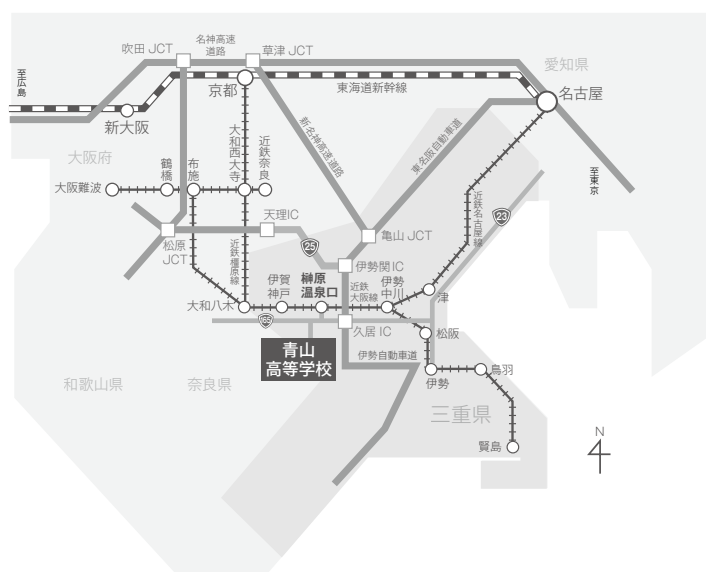 名神高速
道路
吹田 JCT
草津 JCT
愛知県
至広島
京都
東海道新幹線
名古屋
新大阪
大和西大寺
近鉄奈良
新名神高速道路
東名阪自動車道
大阪府
鶴橋
布施
至東京
大阪難波
近鉄名古屋線
23
天理IC
松原
JCT
近鉄橿原線
25
亀山 JCT
伊勢関 IC
伊賀
神戸
榊原
温泉口
近鉄
大阪線
伊勢
中川
津
大和八木
165
久居 IC
松阪
青山
高等学校
伊勢自動車道
伊勢
鳥羽
和歌山県
奈良県
三重県
賢島
N